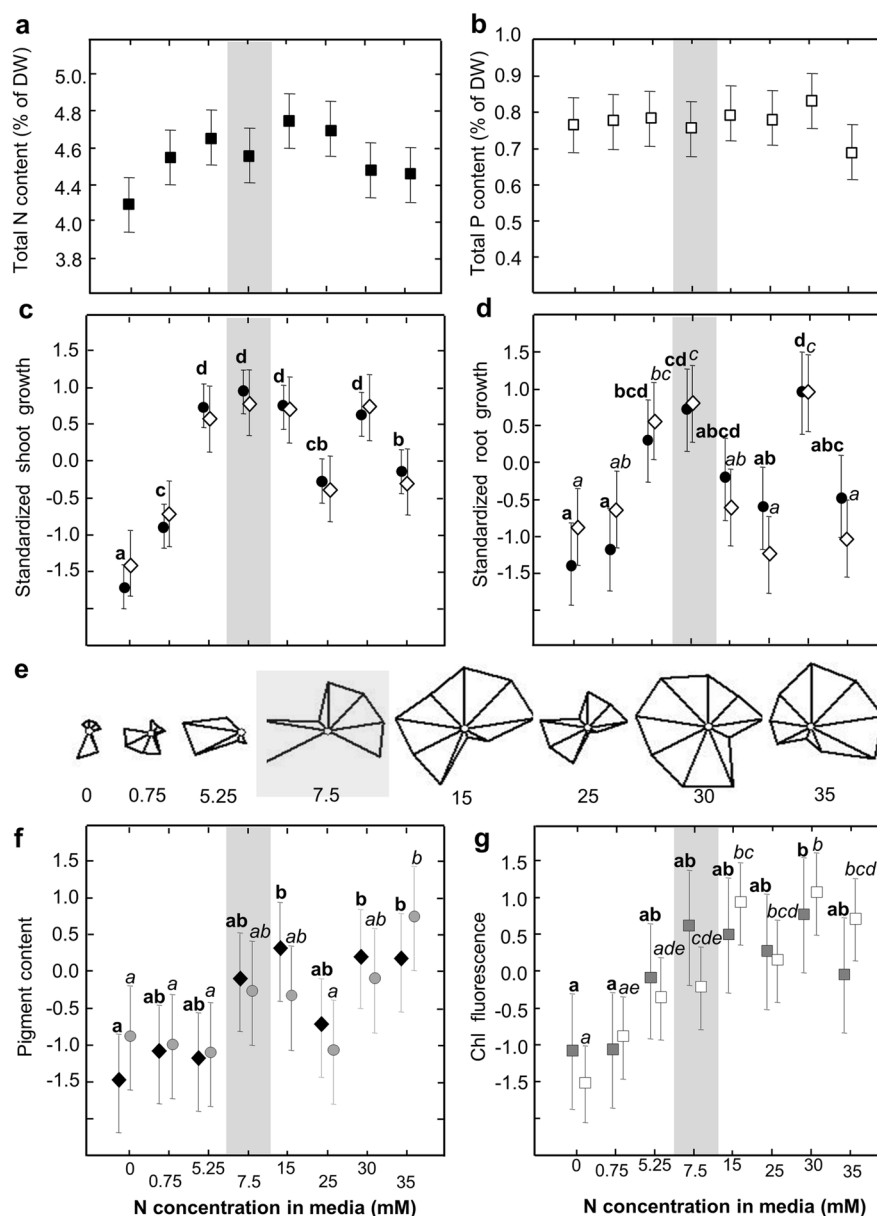 a
Total N content (% of DW)
5.0.
4.8
4.6
4.4
4.0
3.8
b
Total P content (% of DW)
1.0
0.9
0.8
0.7
0.6
0.5
0.4
c
Standardized shoot growth
1.5
1.0
0.5
0.0
-0.5
-1.0
-1.5
a c d d d cb d b
d
Standardized root growth
1.5
1.0
0.5
0.0
-0.5
-1.0
-1.5
a a a ab bcd bc cd c abcd ab ab a d c abc a
e
0 0.75 5.25 7.5 15 25 30 35
f
Pigment content
1.5
1.0
0.5
0.0
-0.5
-1.0
-1.5
a a ab a ab a ab ab b ab ab a b ab b b
0 0.75 5.25 7.5 15 25 30 35
N concentration in media (mM)
g
Chl fluorescence
1.5
1.0
0.5
0.0
-0.5
-1.0
-1.5
a a a ae ab ade ab cde ab bc ab bcd b b ab bcd
0 0.75 5.25 7.5 15 25 30 35
N concentration in media (mM)